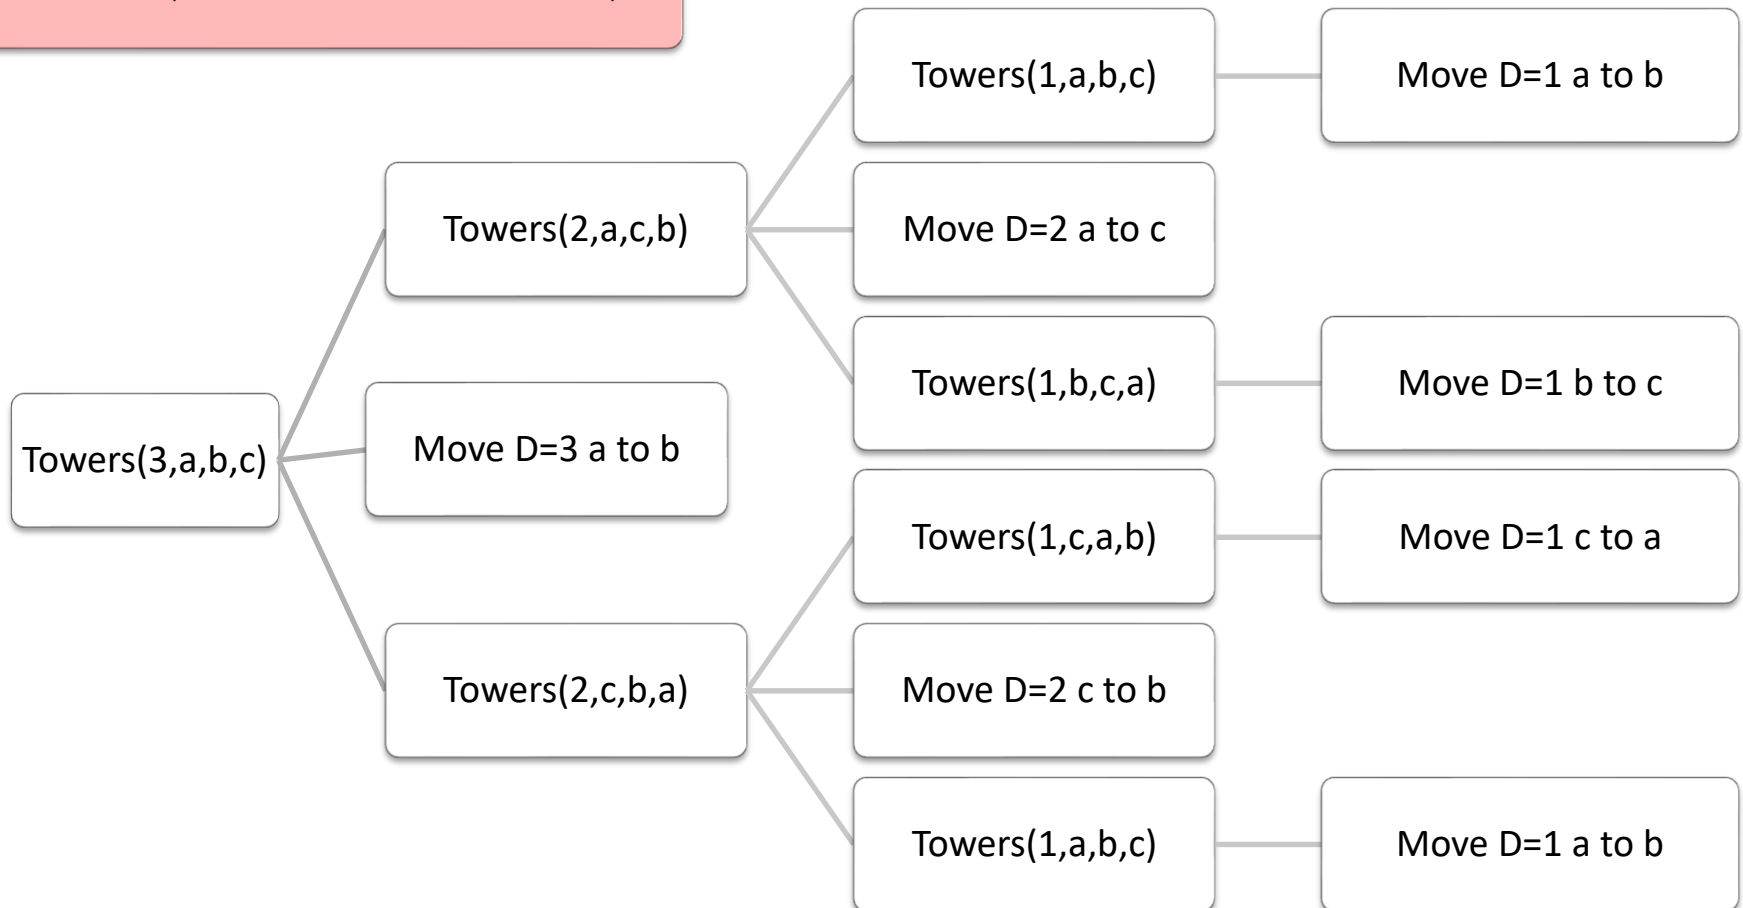 Towers(1,a,b,c)
Move D=1 a to b
Towers(2,a,c,b)
Move D=2 a to c
Towers(1,b,c,a)
Move D=1 b to c
Towers(3,a,b,c)
Move D=3 a to b
Towers(1,c,a,b)
Move D=1 c to a
Towers(2,c,b,a)
Move D=2 c to b
Towers(1,a,b,c)
Move D=1 a to b